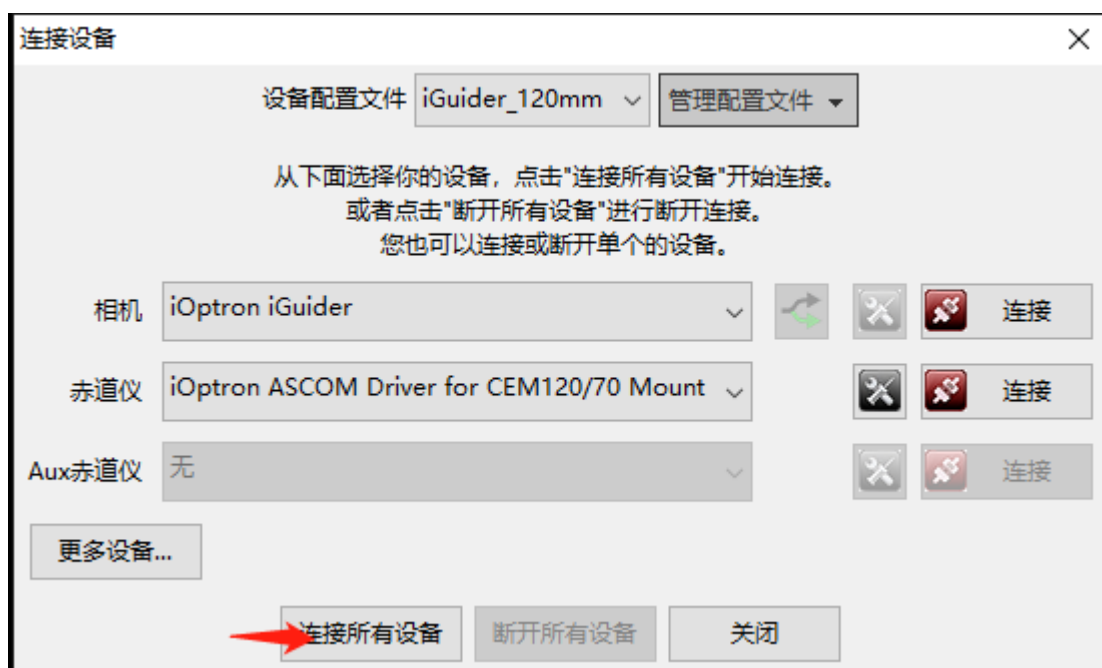 连接设备
设备配置文件 iGuider_120mm 管理配置文件
从下面选择你的设备，点击"连接所有设备"开始连接。
或者点击"断开所有设备"进行断开连接。
您也可以连接或断开单个的设备。
相机 iOptron iGuider 连接
赤道仪 iOptron ASCOM Driver for CEM120/70 Mount 连接
Aux赤道仪 无 连接
更多设备...
连接所有设备 断开所有设备 关闭